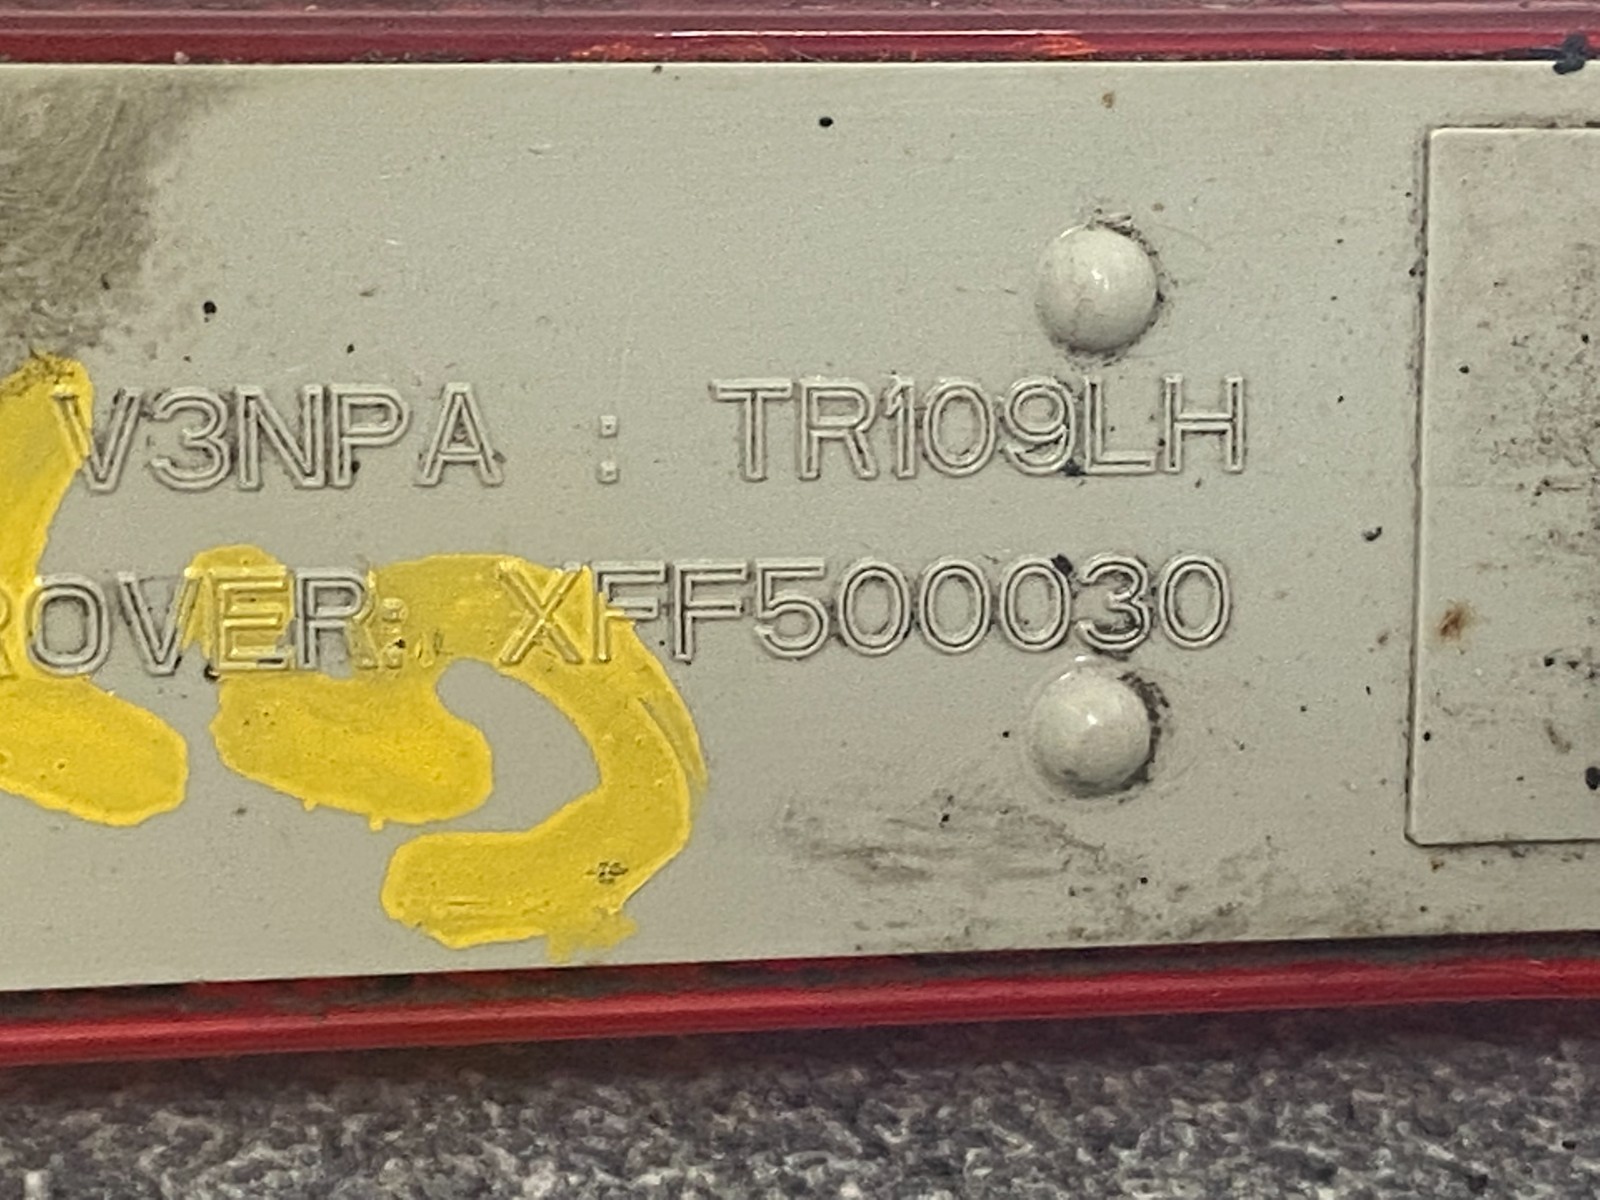 V3NPA : TR109LH
ROVER: XFF500030